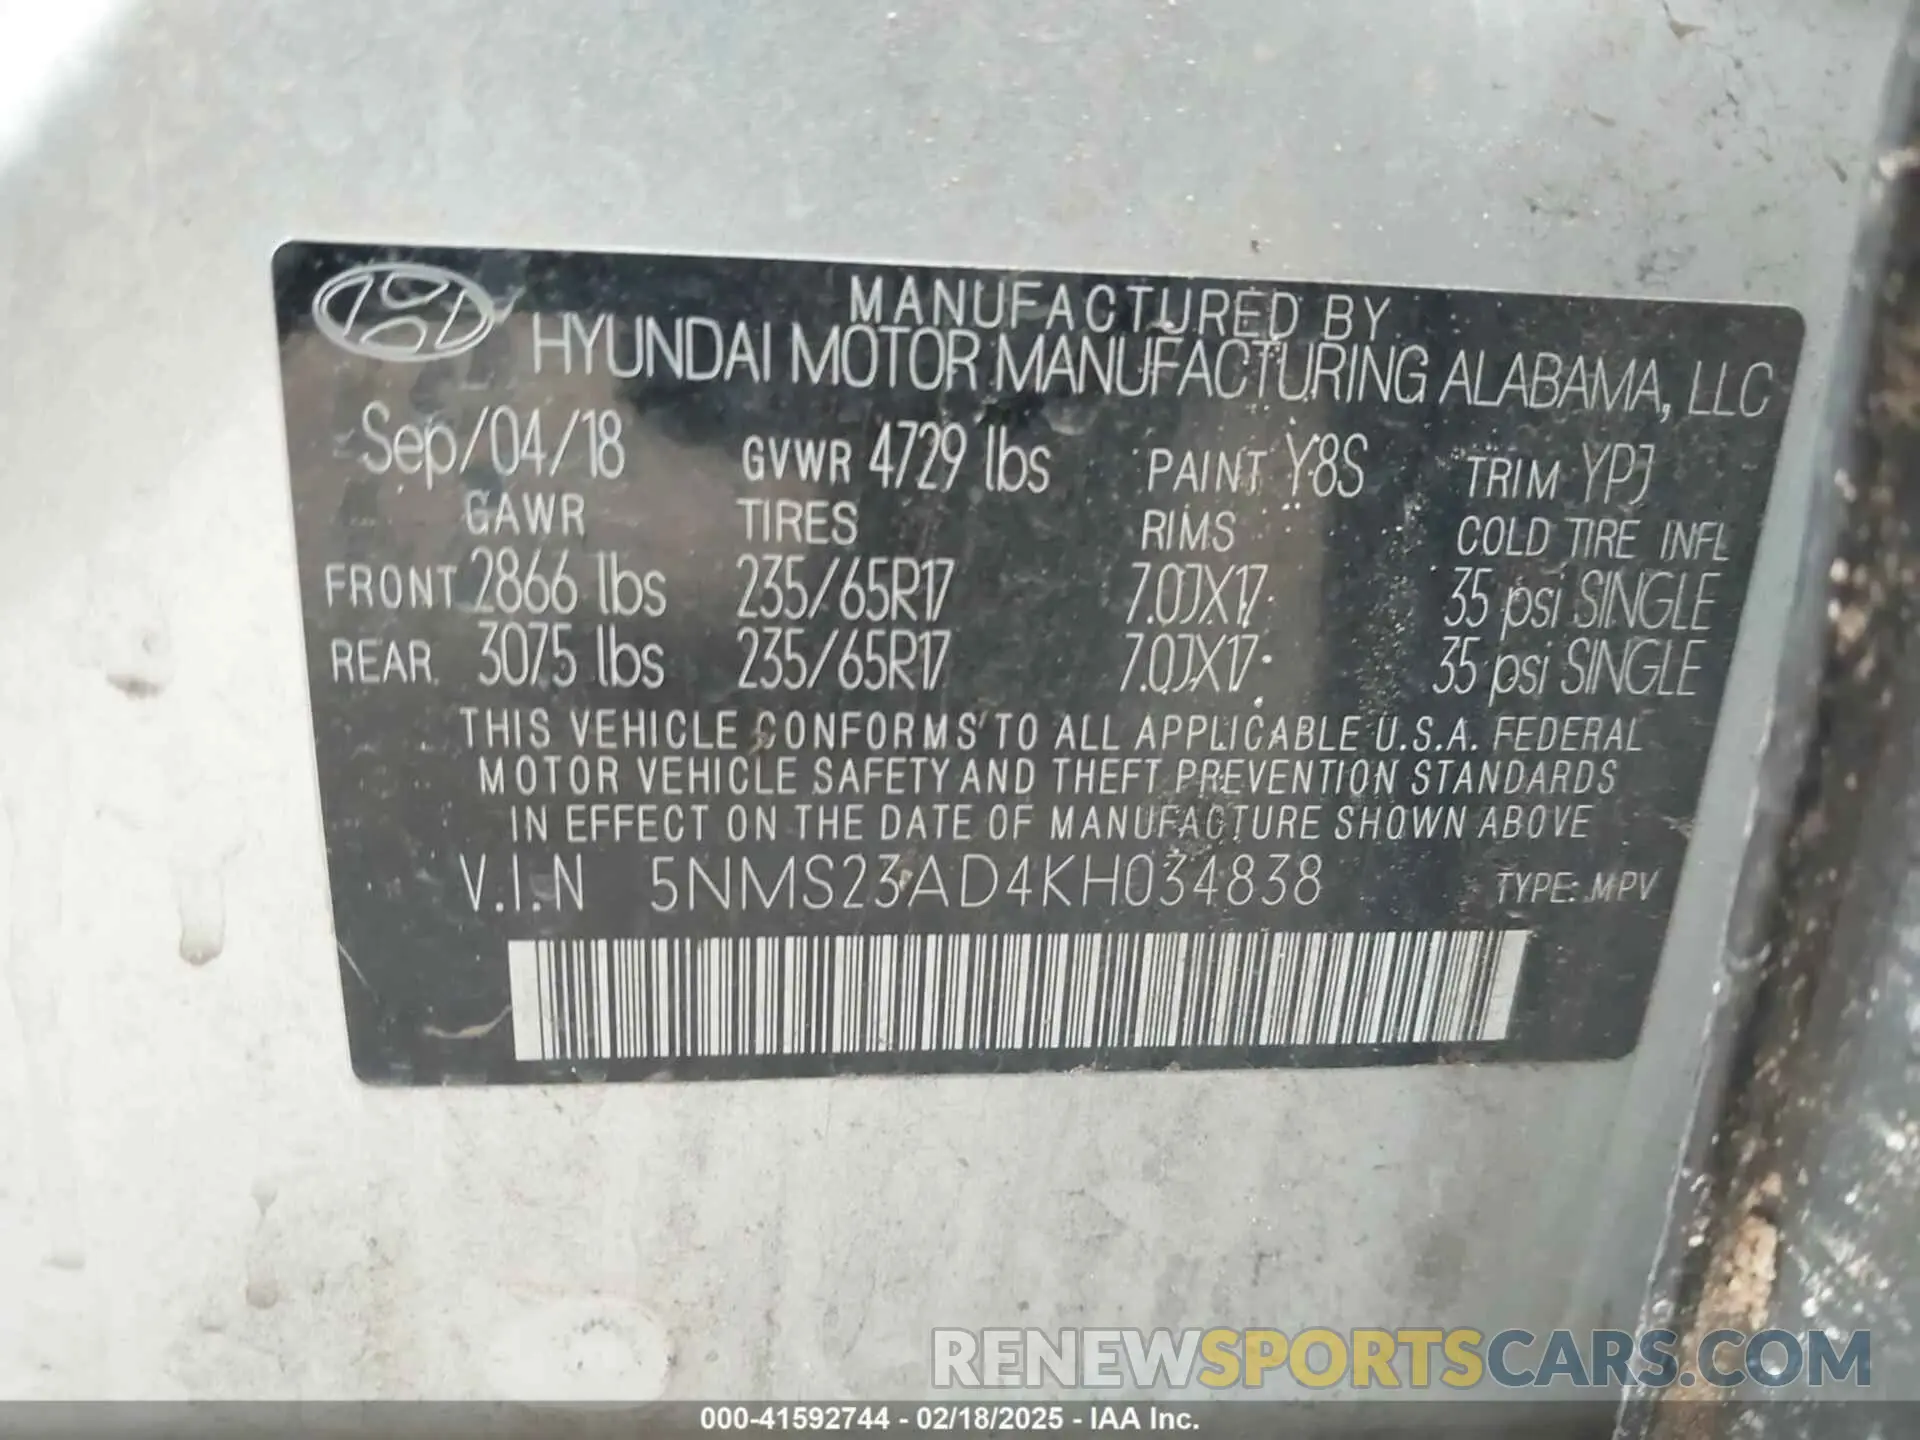 MANUFACTURED BY
HYUNDAI MOTOR MANUFACTURING ALABAMA, LLC
Sep/04/18 GVWR 4729 lbs PAINT Y8S TRIM YPJ
GAWR TIRES RIMS COLD TIRE INFL
FRONT 2866 lbs 235/65R17 7.0JX17 35 psi SINGLE
REAR 3075 lbs 235/65R17 7.0JX17 35 psi SINGLE
THIS VEHICLE CONFORMS TO ALL APPLICABLE U.S.A. FEDERAL
MOTOR VEHICLE SAFETY AND THEFT PREVENTION STANDARDS
IN EFFECT ON THE DATE OF MANUFACTURE SHOWN ABOVE
V.I.N 5NMS23AD4KH034838 TYPE: MPV
RENEWSPORTSCARS.COM
000-41592744 - 02/18/2025 - IAA Inc.